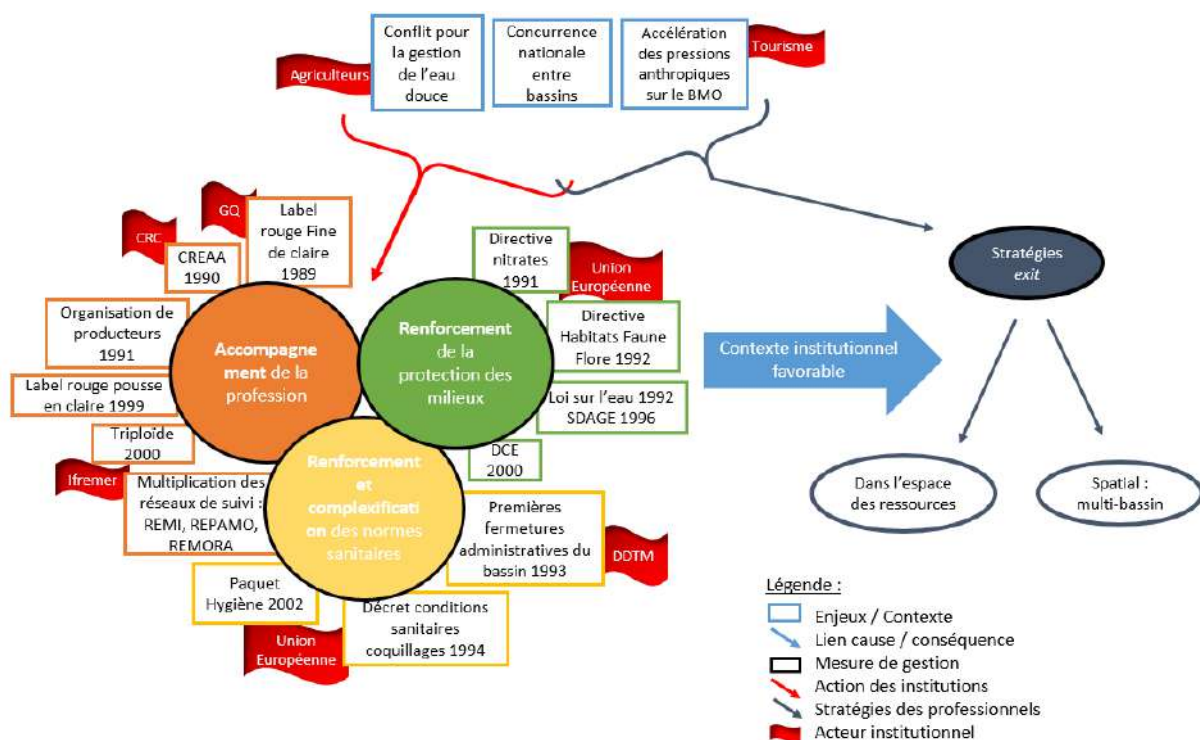 Agriculteurs
Conflit pour
la gestion
de l'eau
douce
Concurrence
nationale
entre
bassins
Accélération
des pressions
anthropiques
sur le BMO
Tourisme
GQ
Label
rouge Fine
de claire
1989
CRC
CREAA
1990
Organisation de
producteurs
1991
Label rouge pousse
en claire 1999
Triploïde
2000
Ifremer
Multiplication des
réseaux de suivi :
REMI, REPAMO,
REMORA
Accompagne
ment de la
profession
Renforcement
de la
protection des
milieux
Renforcement
et
complexificati
on des normes
sanitaires
Directive
nitrates
1991
Union
Européenne
Directive
Habitats Faune
Flore 1992
Loi sur l'eau 1992
SDAGE 1996
DCE
2000
Premières
fermetures
administratives du
bassin 1993
DDTM
Paquet
Hygiène 2002
Union
Européenne
Décret conditions
sanitaires
coquillages 1994
Contexte institutionnel
favorable
Stratégies
exit
Dans l'espace
des ressources
Spatial :
multi-bassin
Légende :
Enjeux / Contexte
Lien cause / conséquence
Mesure de gestion
Action des institutions
Stratégies des professionnels
Acteur institutionnel